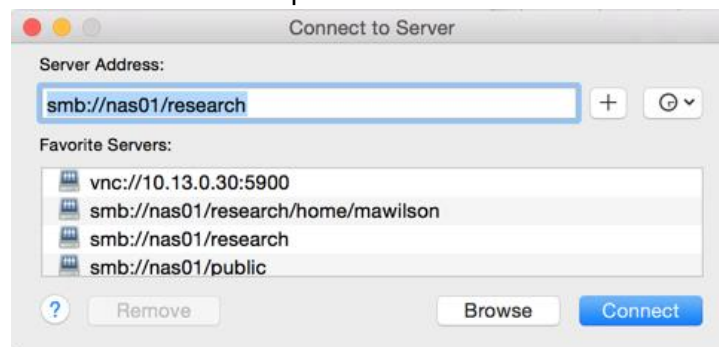 Connect to Server
Server Address:
smb://nas01/research
+
Favorite Servers:
vnc://10.13.0.30:5900
smb://nas01/research/home/mawilson
smb://nas01/research
smb://nas01/public
? Remove Browse Connect